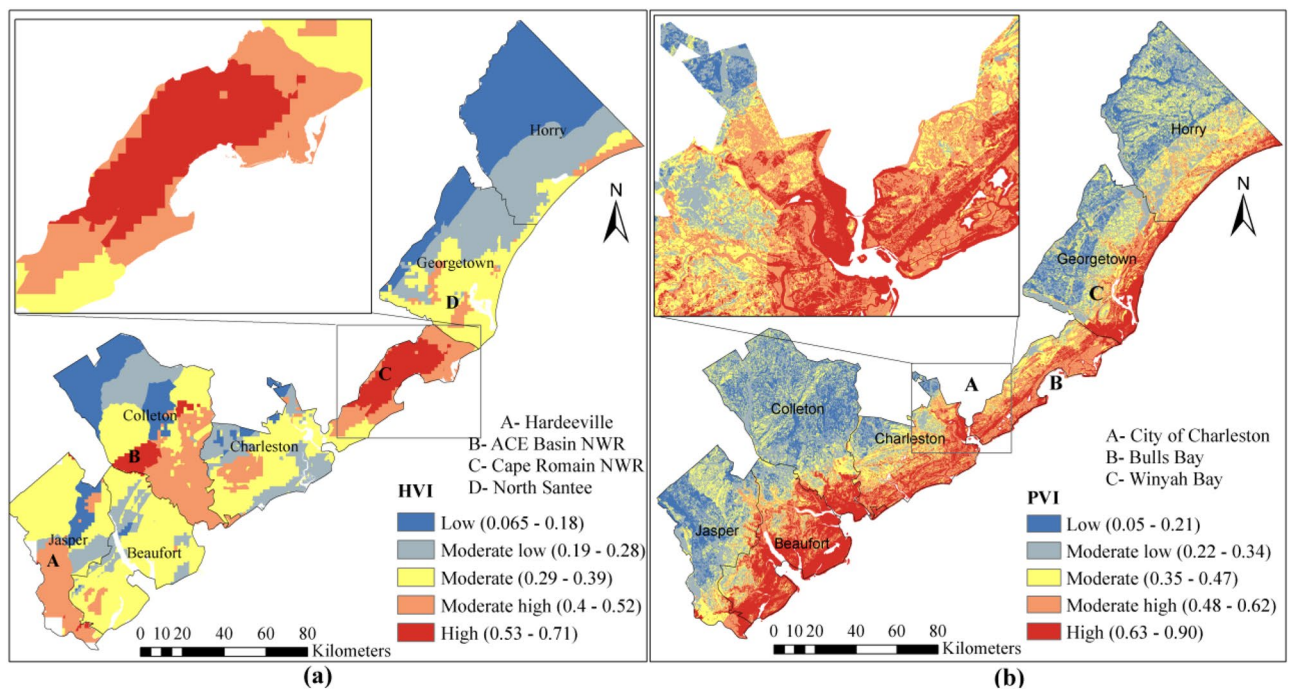 Horry
N
Georgetown
D
C
Colleton
B
Charleston
Jasper
A
Beaufort
A- Hardeeville
B- ACE Basin NWR
C- Cape Romain NWR
D- North Santee
HVI
Low (0.065 - 0.18)
Moderate low (0.19 - 0.28)
Moderate (0.29 - 0.39)
Moderate high (0.4 - 0.52)
High (0.53 - 0.71)
0 10 20 40 60 80
Kilometers
(a)
Horry
N
Georgetown
C
A
B
Colleton
Charleston
Jasper
Beaufort
A- City of Charleston
B- Bulls Bay
C- Winyah Bay
PVI
Low (0.05 - 0.21)
Moderate low (0.22 - 0.34)
Moderate (0.35 - 0.47)
Moderate high (0.48 - 0.62)
High (0.63 - 0.90)
0 10 20 40 60 80
Kilometers
(b)